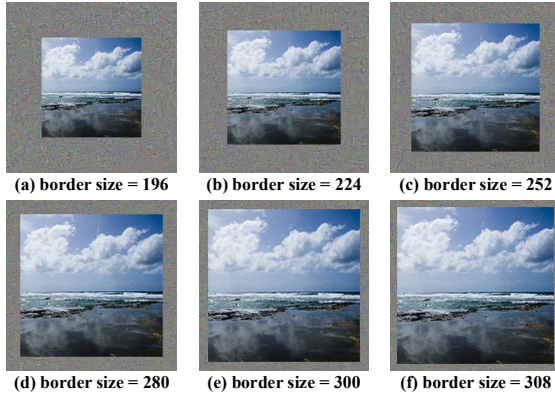 (a) border size = 196
(b) border size = 224
(c) border size = 252
(d) border size = 280
(e) border size = 300
(f) border size = 308